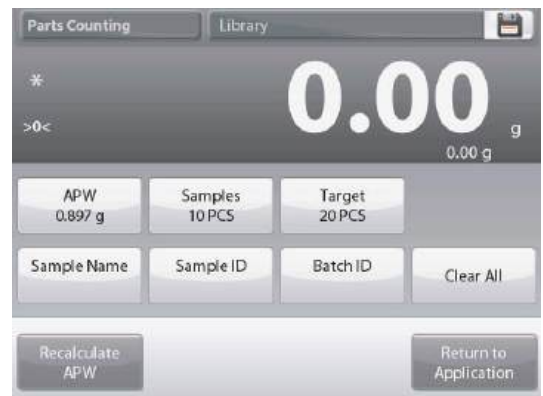 Parts Counting
Library
*
0.00
>0<
g
0.00 g
APW
0.897 g
Samples
10 PCS
Target
20 PCS
Sample Name
Sample ID
Batch ID
Clear All
Recalculate
APW
Return to
Application